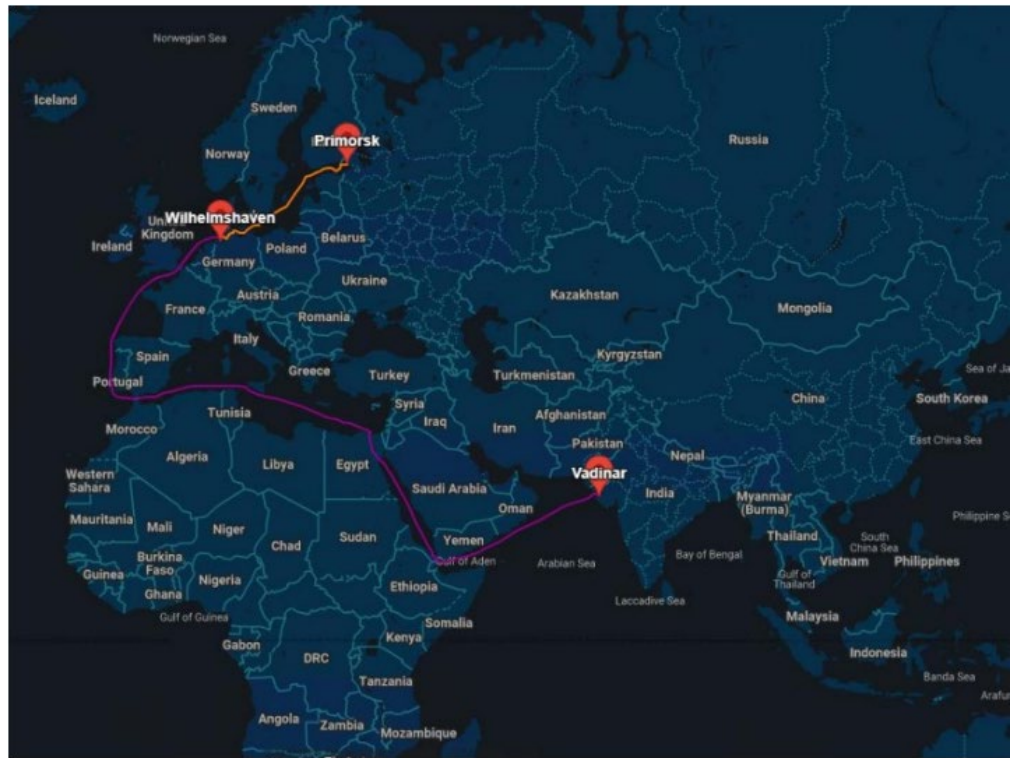 Norwegian Sea
Iceland
Sweden
Primorsk
Russia
Norway
Wilhelmshaven
United
Kingdom
Ireland
Belarus
Poland
Germany
Ukraine
Kazakhstan
Mongolia
Austria
France
Romania
Italy
Kyrgyzstan
Spain
Greece
Turkey
Turkmenistan
Portugal
Sea of Ja
Syria
China
South Korea
Tunisia
Iraq
Iran
Afghanistan
Morocco
Pakistan
East China Sea
Algeria
Libya
Egypt
Nepal
Vadinar
Western
Sahara
Saudi Arabia
India
Oman
Myanmar
(Burma)
Mauritania
Mali
Niger
Sudan
Yemen
Thailand
South
China Sea
Philippine S
Chad
Burkina
Faso
Gulf of Aden
Arabian Sea
Bay of Bengal
Vietnam
Philippines
Guinea
Nigeria
Ethiopia
Gulf of
Thailand
Ghana
Laccadive Sea
Gulf of Guinea
Somalia
Malaysia
Gabon
Kenya
DRC
Indonesia
Tanzania
Banda Sea
Arafu
Angola
Zambia
Mozambique